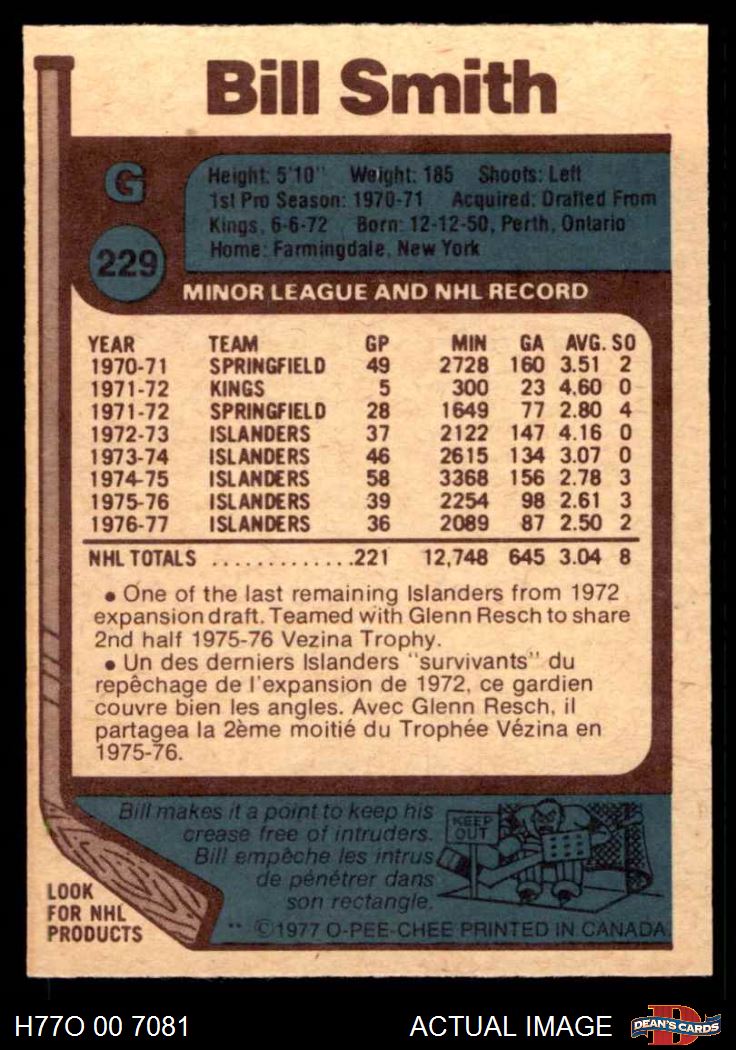 Bill Smith
G
229
Height: 5'10" Weight: 185 Shoots: Left
1st Pro Season: 1970-71 Acquired: Drafted From
Kings, 6-6-72 Born: 12-12-50, Perth, Ontario
Home: Farmingdale, New York
MINOR LEAGUE AND NHL RECORD
YEAR TEAM GP MIN GA AVG. SO
1970-71 SPRINGFIELD 49 2728 160 3.51 2
1971-72 KINGS 5 300 23 4.60 0
1971-72 SPRINGFIELD 28 1649 77 2.80 4
1972-73 ISLANDERS 37 2122 147 4.16 0
1973-74 ISLANDERS 46 2615 134 3.07 0
1974-75 ISLANDERS 58 3368 156 2.78 3
1975-76 ISLANDERS 39 2254 98 2.61 3
1976-77 ISLANDERS 36 2089 87 2.50 2
NHL TOTALS .............221 12,748 645 3.04 8
• One of the last remaining Islanders from 1972
expansion draft. Teamed with Glenn Resch to share
2nd half 1975-76 Vezina Trophy.
• Un des derniers Islanders "survivants" du
repêchage de l'expansion de 1972, ce gardien
couvre bien les angles. Avec Glenn Resch, il
partagea la 2ème moitié du Trophée Vézina en
1975-76.
Bill makes it a point to keep his
crease free of intruders.
Bill empêche les intrus
de pénétrer dans
son rectangle.
KEEP
OUT
LOOK
FOR NHL
PRODUCTS
** ©1977 O-PEE-CHEE PRINTED IN CANADA
H77O 00 7081 ACTUAL IMAGE DEAN'S CARDS